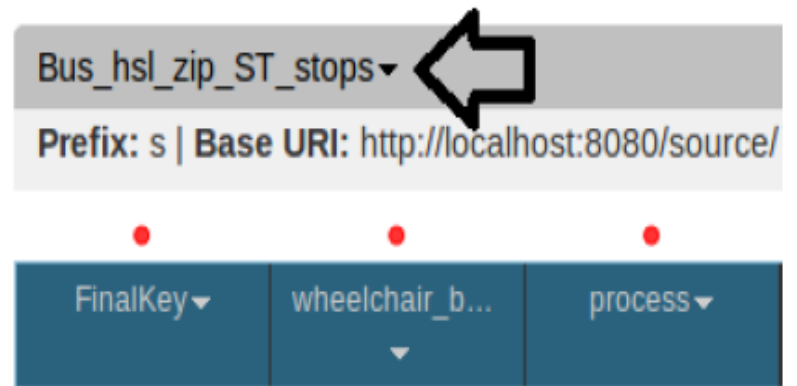 Bus_hsl_zip_ST_stops
Prefix: s | Base URI: http://localhost:8080/source/
FinalKey wheelchair_b... process